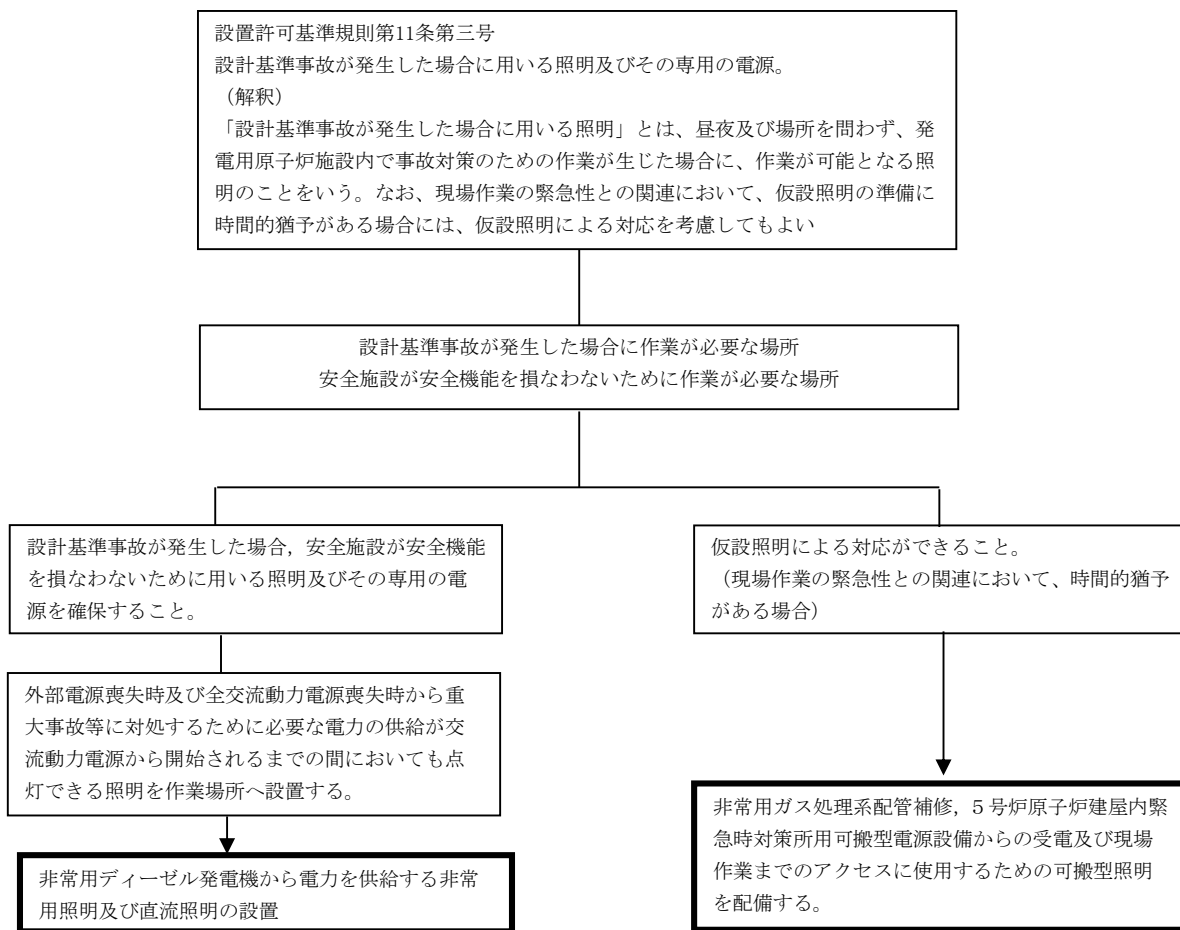 設置許可基準規則第11条第三号
設計基準事故が発生した場合に用いる照明及びその専用の電源。
（解釈）
「設計基準事故が発生した場合に用いる照明」とは、昼夜及び場所を問わず、発
電用原子炉施設内で事故対策のための作業が生じた場合に、作業が可能となる照
明のことをいう。なお、現場作業の緊急性との関連において、仮設照明の準備に
時間的猶予がある場合には、仮設照明による対応を考慮してもよい
設計基準事故が発生した場合に作業が必要な場所
安全施設が安全機能を損なわないために作業が必要な場所
設計基準事故が発生した場合，安全施設が安全機能
を損なわないために用いる照明及びその専用の電
源を確保すること。
外部電源喪失時及び全交流動力電源喪失時から重
大事故等に対処するために必要な電力の供給が交
流動力電源から開始されるまでの間においても点
灯できる照明を作業場所へ設置する。
非常用ディーゼル発電機から電力を供給する非常
用照明及び直流照明の設置
仮設照明による対応ができること。
（現場作業の緊急性との関連において、時間的猶予
がある場合）
非常用ガス処理系配管補修，５号炉原子炉建屋内緊
急時対策所用可搬型電源設備からの受電及び現場
作業までのアクセスに使用するための可搬型照明
を配備する。